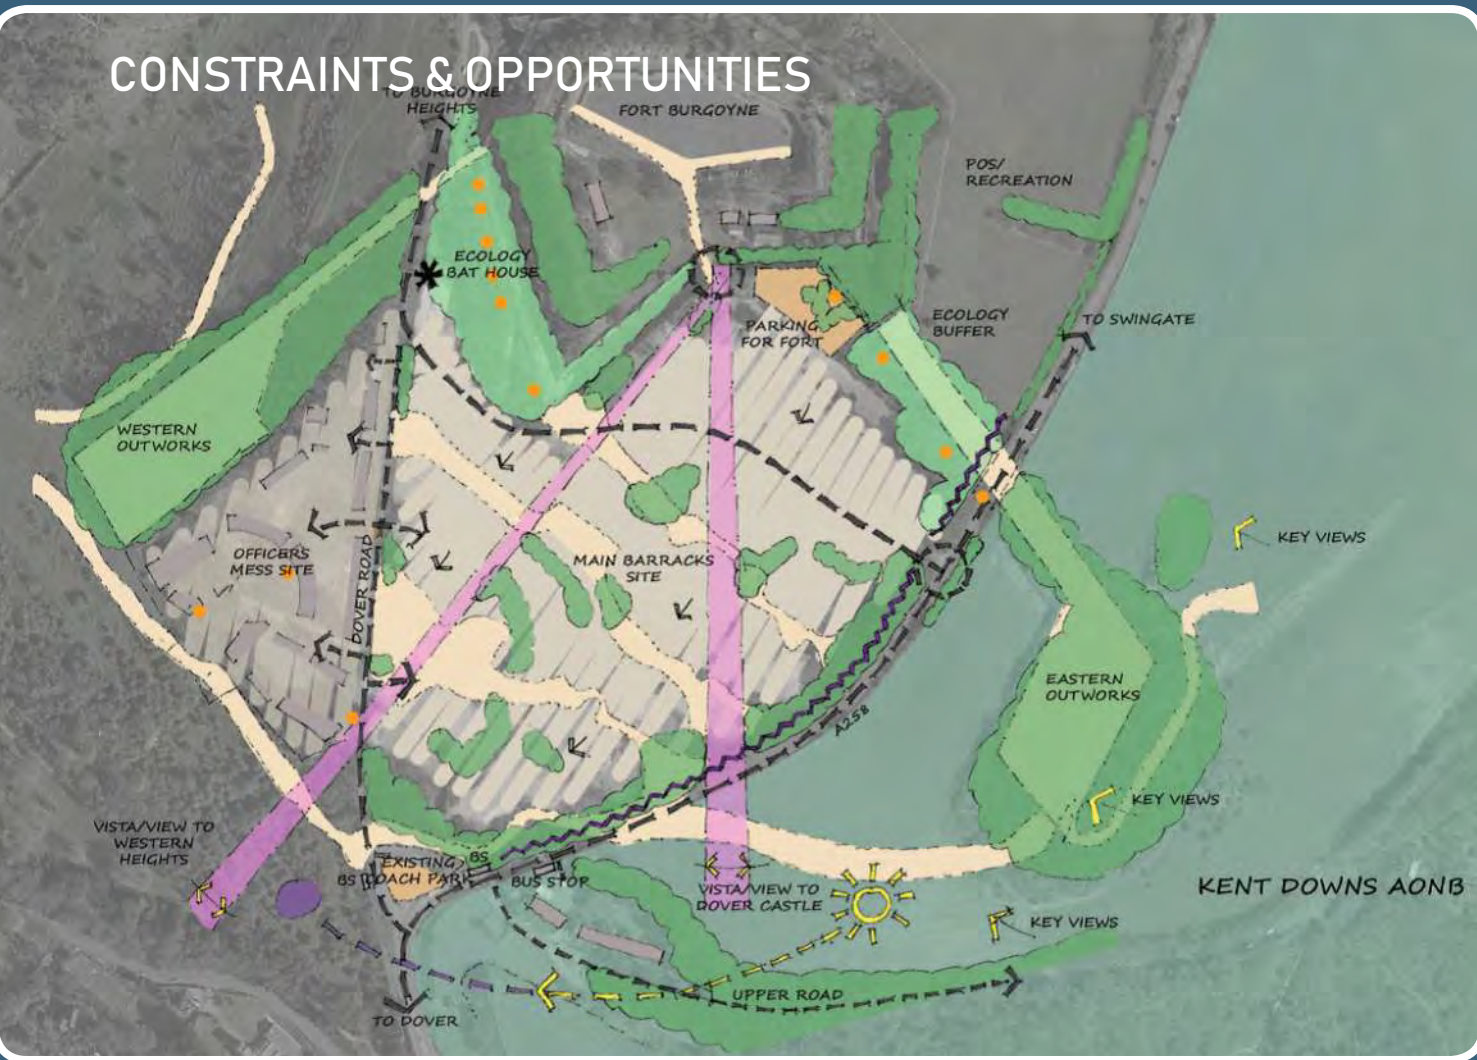 CONSTRAINTS & OPPORTUNITIES
TO BURGOYNE
HEIGHTS
FORT BURGOYNE
POS/
RECREATION
ECOLOGY
BAT HOUSE
PARKING
FOR FORT
ECOLOGY
BUFFER
TO SWINGATE
WESTERN
OUTWORKS
OFFICERS
MESS SITE
DOVER ROAD
MAIN BARRACKS
SITE
KEY VIEWS
EASTERN
OUTWORKS
A258
KEY VIEWS
VISTA/VIEW TO
WESTERN
HEIGHTS
EXISTING
COACH PARK
BS
BS
BUS STOP
VISTA/VIEW TO
DOVER CASTLE
KENT DOWNS AONB
KEY VIEWS
UPPER ROAD
TO DOVER